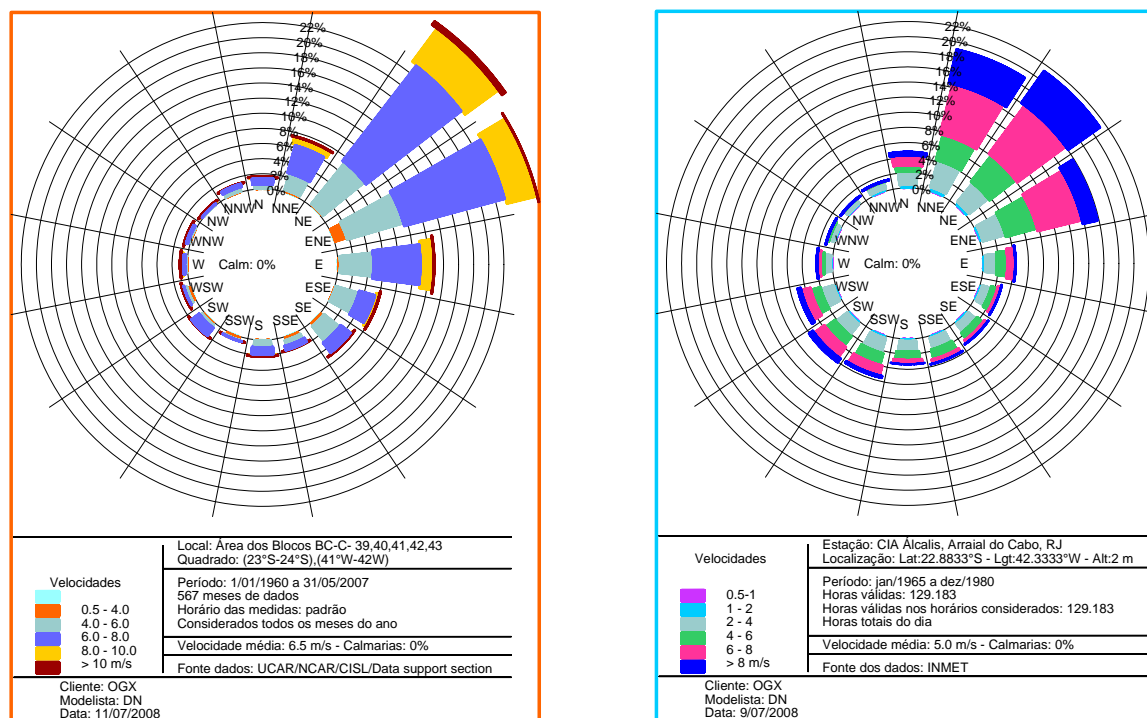 22%
20%
18%
16%
14%
12%
10%
8%
6%
4%
2%
0%
N
NNE
NE
ENE
E
ESE
SE
SSE
S
SSW
SW
WSW
W
WNW
NW
NNW
Calm: 0%
Local: Área dos Blocos BC-C- 39,40,41,42,43
Quadrado: (23°S-24°S),(41°W-42W)
Velocidades
0.5 - 4.0
4.0 - 6.0
6.0 - 8.0
8.0 - 10.0
> 10 m/s
Período: 1/01/1960 a 31/05/2007
567 meses de dados
Horário das medidas: padrão
Considerados todos os meses do ano
Velocidade média: 6.5 m/s - Calmarias: 0%
Fonte dados: UCAR/NCAR/CISL/Data support section
Cliente: OGX
Modelista: DN
Data: 11/07/2008
22%
20%
18%
16%
14%
12%
10%
8%
6%
4%
2%
0%
N
NNE
NE
ENE
E
ESE
SE
SSE
S
SSW
SW
WSW
W
WNW
NW
NNW
Calm: 0%
Estação: CIA Álcalis, Arraial do Cabo, RJ
Localização: Lat:22.8833°S - Lgt:42.3333°W - Alt:2 m
Velocidades
0.5-1
1 - 2
2 - 4
4 - 6
6 - 8
> 8 m/s
Período: jan/1965 a dez/1980
Horas válidas: 129.183
Horas válidas nos horários considerados: 129.183
Horas totais do dia
Velocidade média: 5.0 m/s - Calmarias: 0%
Fonte dos dados: INMET
Cliente: OGX
Modelista: DN
Data: 9/07/2008